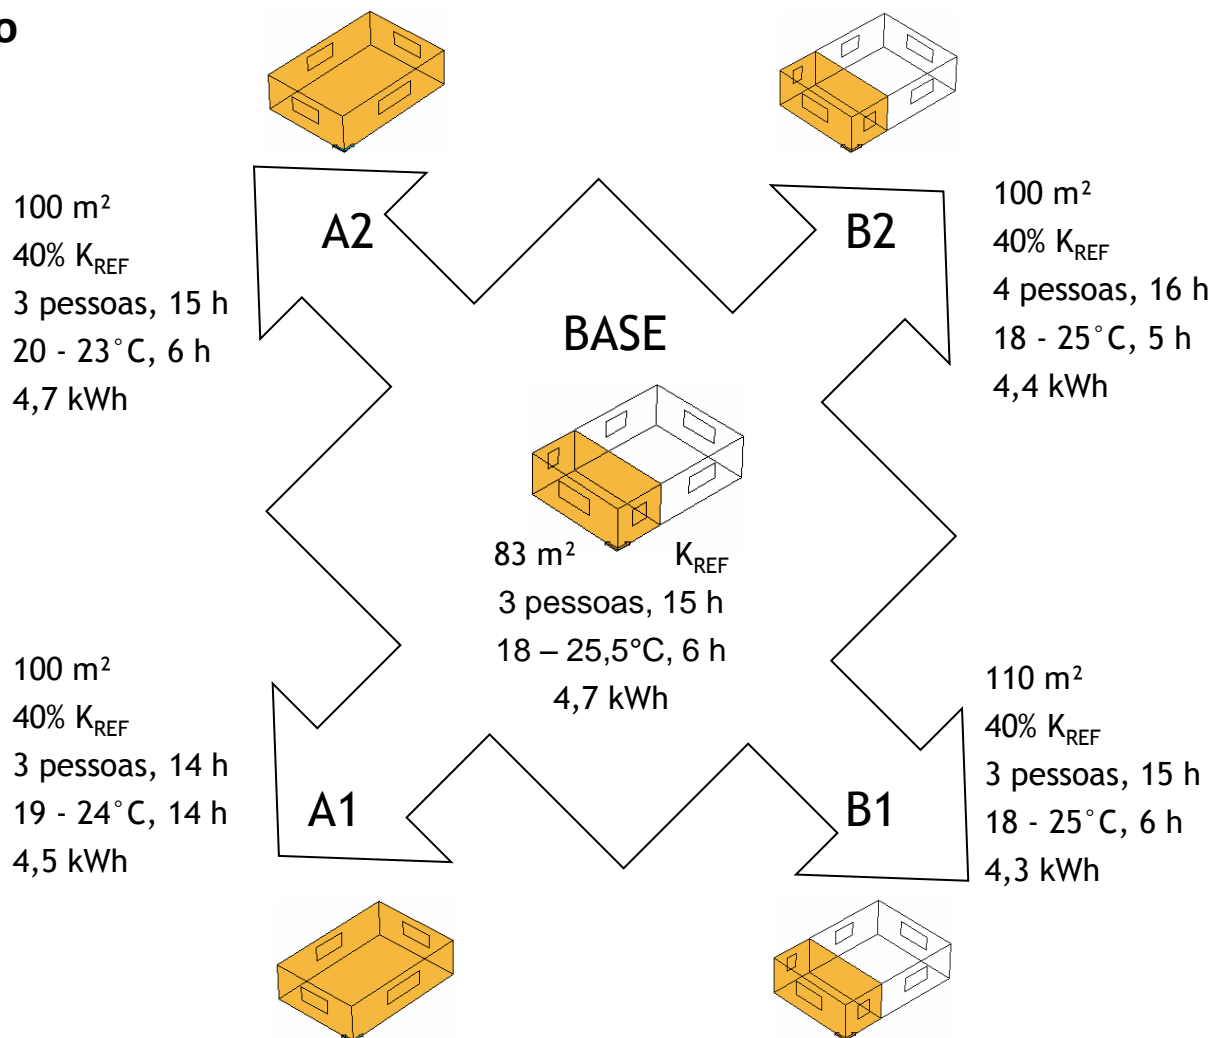 o
100 m²
40% K_REF
3 pessoas, 15 h
20 - 23°C, 6 h
4,7 kWh
A2
B2
100 m²
40% K_REF
4 pessoas, 16 h
18 - 25°C, 5 h
4,4 kWh
BASE
83 m² K_REF
3 pessoas, 15 h
18 – 25,5°C, 6 h
4,7 kWh
100 m²
40% K_REF
3 pessoas, 14 h
19 - 24°C, 14 h
4,5 kWh
A1
B1
110 m²
40% K_REF
3 pessoas, 15 h
18 - 25°C, 6 h
4,3 kWh